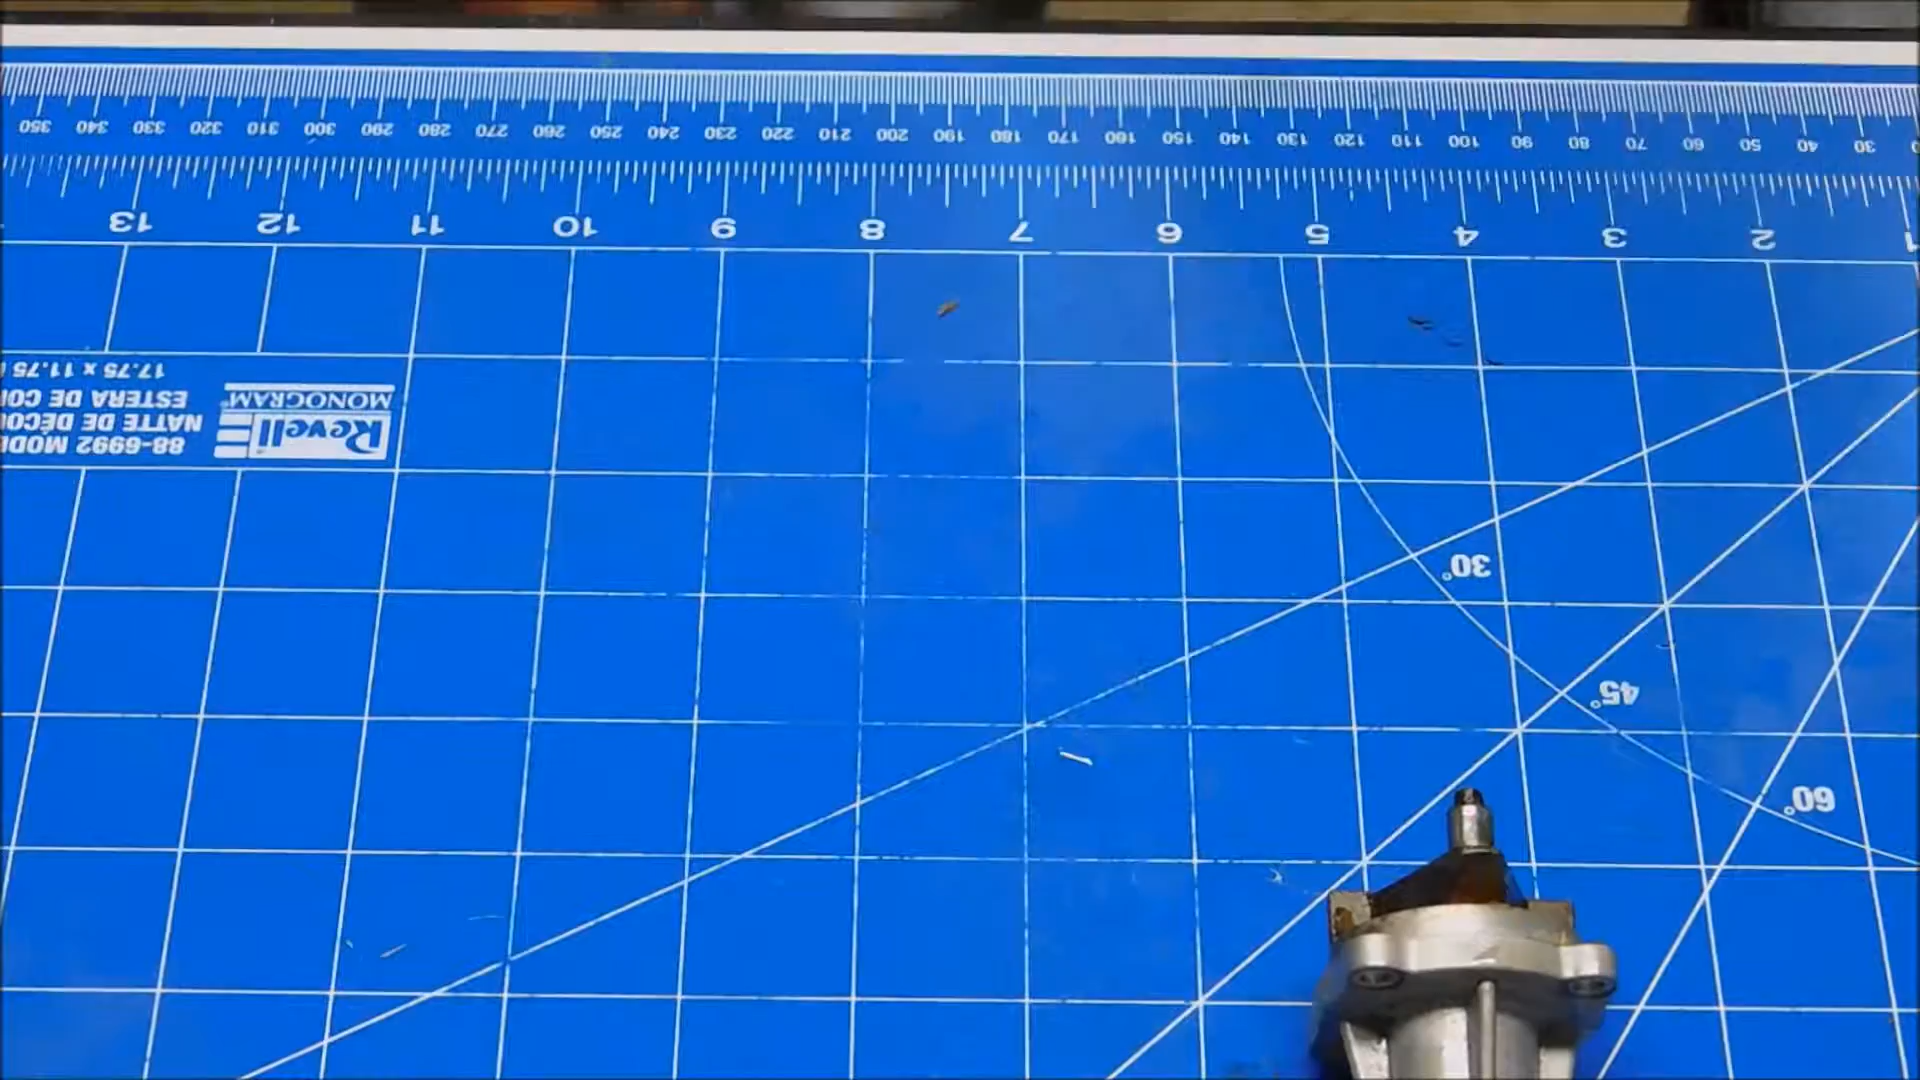 350 340 330 320 310 300 290 280 270 260 250 240 230 220 210 200 190 180 170 160 150 140 130 120 110 100 90 80 70 60 50 40 30
13 12 11 10 9 8 7 6 5 4 3 2 1
Revell
MONOGRAM
88-6992 MODE
NATTE DE DÉCOU
ESTERA DE CO
17.75 x 11.75
30°
45°
60°